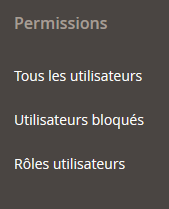 Permissions
Tous les utilisateurs
Utilisateurs bloqués
Rôles utilisateurs